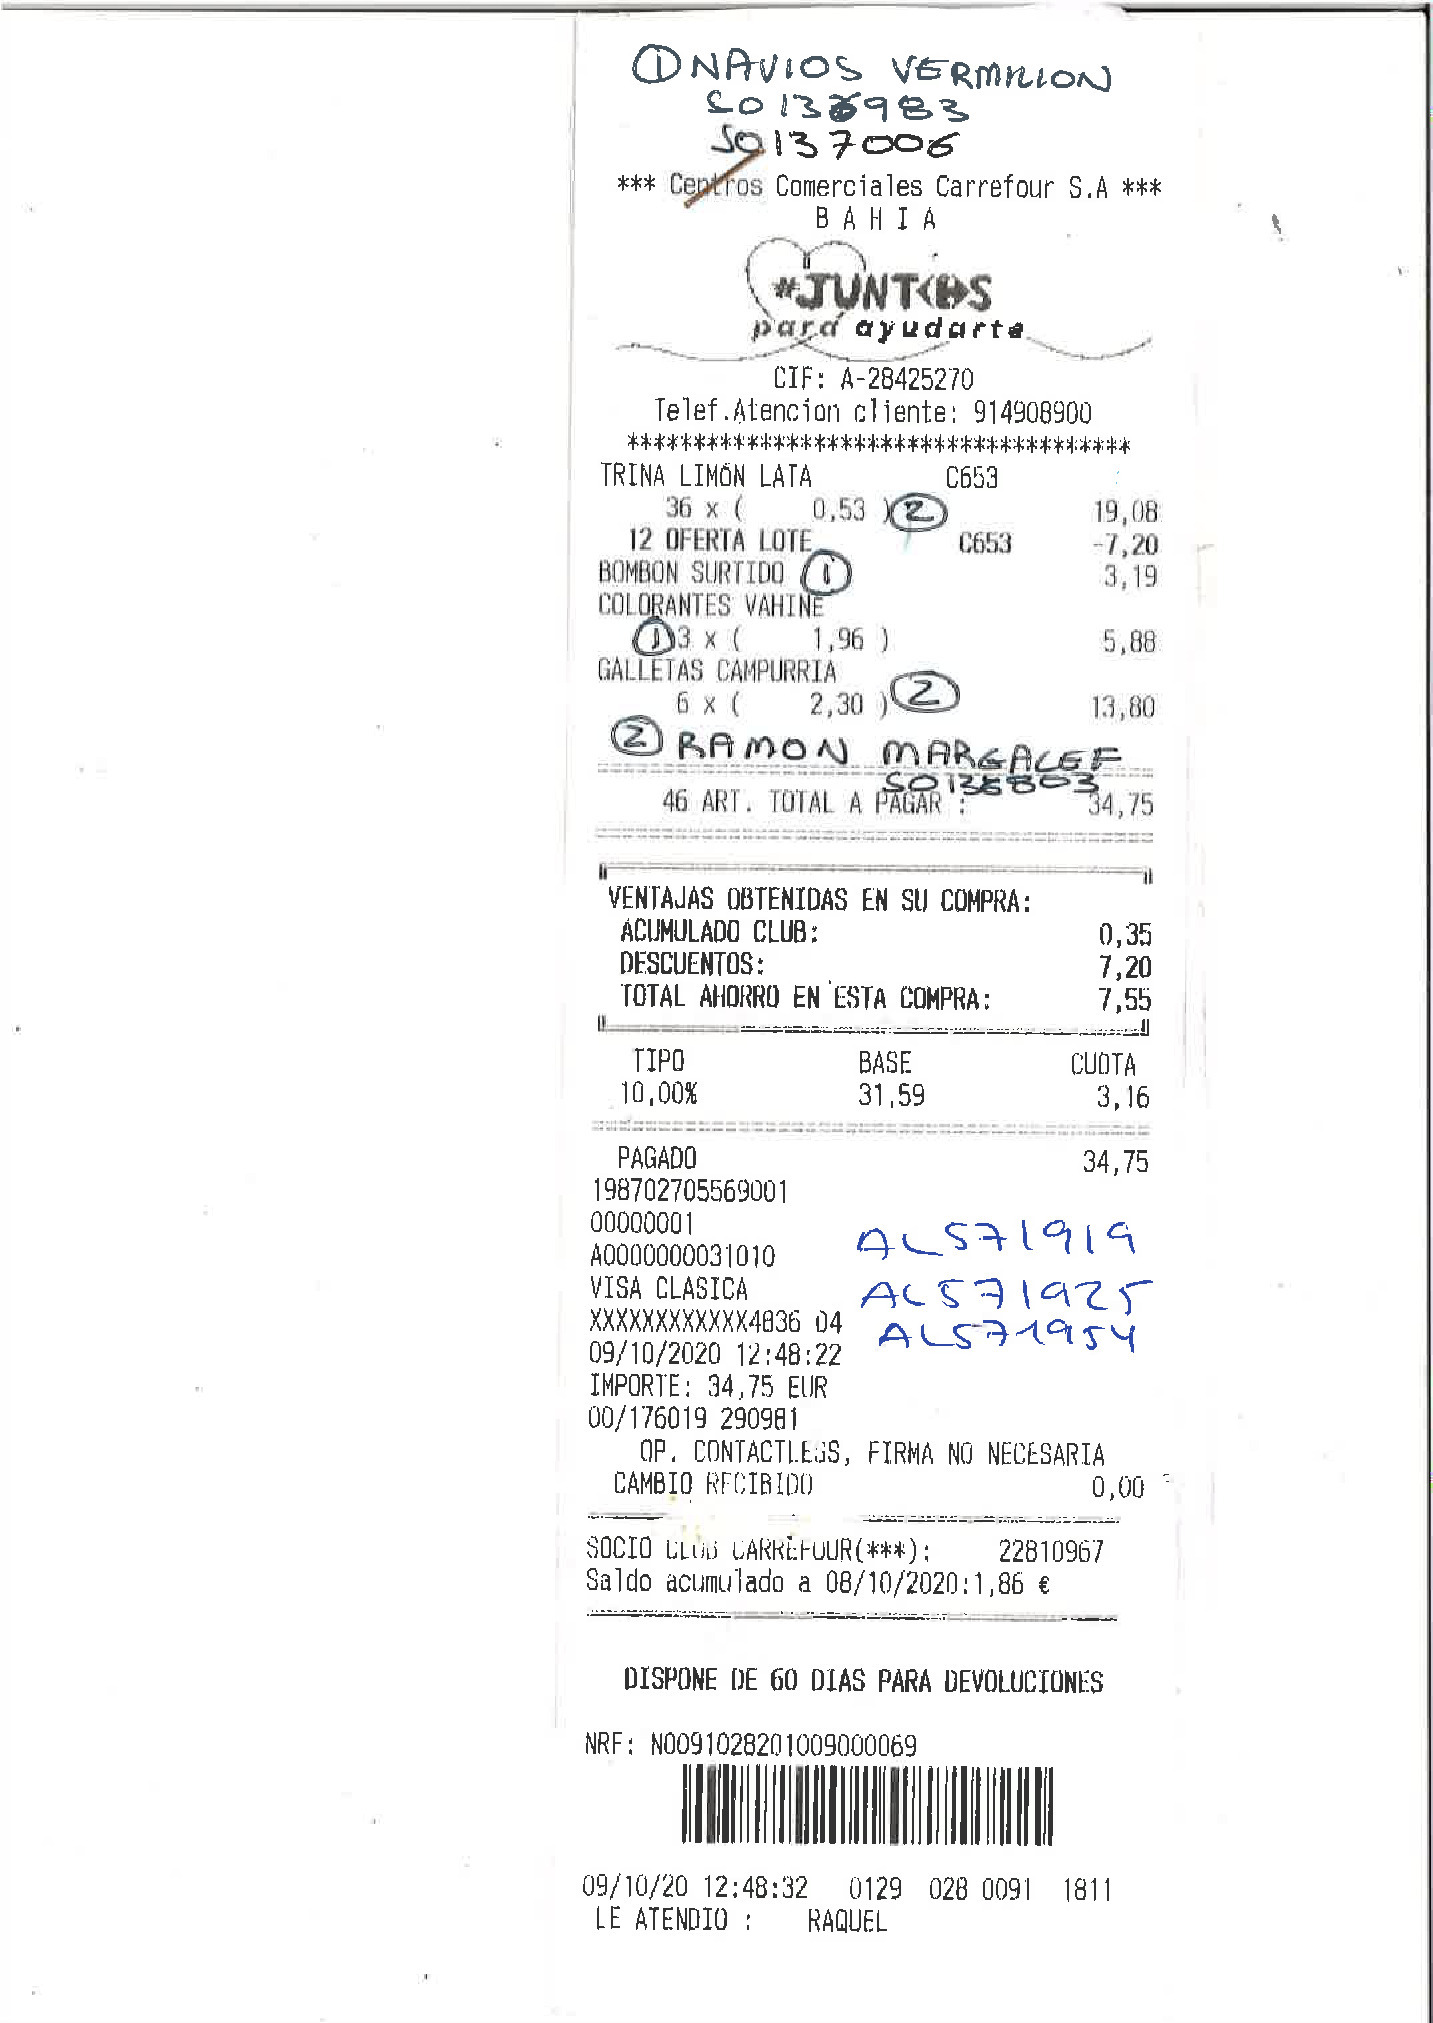 ① NAVIOS VERMILION
SO136983
SO137006
*** Centros Comerciales Carrefour S.A ***
B A H I A
#JUNT<O>S
para ayudarte
CIF: A-28425270
Telef.Atencion cliente: 914908900
**************************************
TRINA LIMÓN LATA C653
36 x ( 0,53 ) ② 19,08
12 OFERTA LOTE C653 -7,20
BOMBON SURTIDO ① 3,19
COLORANTES VAHINE
① 3 x ( 1,96 ) 5,88
GALLETAS CAMPURRIA
6 x ( 2,30 ) ② 13,80
② RAMON MARGALEF
SO136803
46 ART. TOTAL A PAGAR : 34,75
VENTAJAS OBTENIDAS EN SU COMPRA:
ACUMULADO CLUB: 0,35
DESCUENTOS: 7,20
TOTAL AHORRO EN ESTA COMPRA: 7,55
TIPO BASE CUOTA
10,00% 31,59 3,16
PAGADO 34,75
198702705569001
00000001
A0000000031010
AL571919
VISA CLASICA
AL571925
XXXXXXXXXXXX4836 04
AL571954
09/10/2020 12:48:22
IMPORTE: 34,75 EUR
00/176019 290981
OP. CONTACTLESS, FIRMA NO NECESARIA
CAMBIO RECIBIDO 0,00
SOCIO CLUB CARREFOUR(***): 22810967
Saldo acumulado a 08/10/2020:1,86 €
DISPONE DE 60 DIAS PARA DEVOLUCIONES
NRF: N0091028201009000069
09/10/20 12:48:32 0129 028 0091 1811
LE ATENDIO : RAQUEL